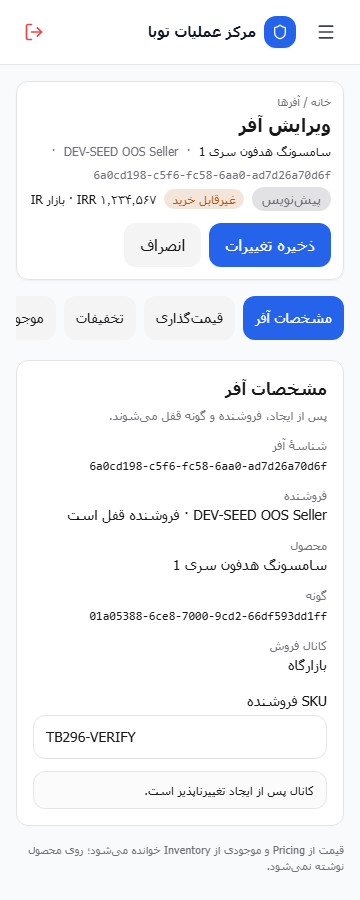 مرکز عملیات توبا
خانه / آفرها
ویرایش آفر
سامسونگ هدفون سری 1 · DEV-SEED OOS Seller ·
6a0cd198-c5f6-fc58-6aa0-ad7d26a70d6f
پیش‌نویس غیرقابل خرید IRR ۱,۲۳۴,۵۶۷ · بازار IR
ذخیره تغییرات انصراف
مشخصات آفر قیمت‌گذاری تخفیفات موجو
مشخصات آفر
پس از ایجاد، فروشنده و گونه قفل می‌شوند.
شناسهٔ آفر
6a0cd198-c5f6-fc58-6aa0-ad7d26a70d6f
فروشنده
DEV-SEED OOS Seller · فروشنده قفل است
محصول
سامسونگ هدفون سری 1
گونه
01a05388-6ce8-7000-9cd2-66df593dd1ff
کانال فروش
بازارگاه
SKU فروشنده
TB296-VERIFY
کانال پس از ایجاد تغییرناپذیر است.
قیمت از Pricing و موجودی از Inventory خوانده می‌شود؛ روی محصول
نوشته نمی‌شود.